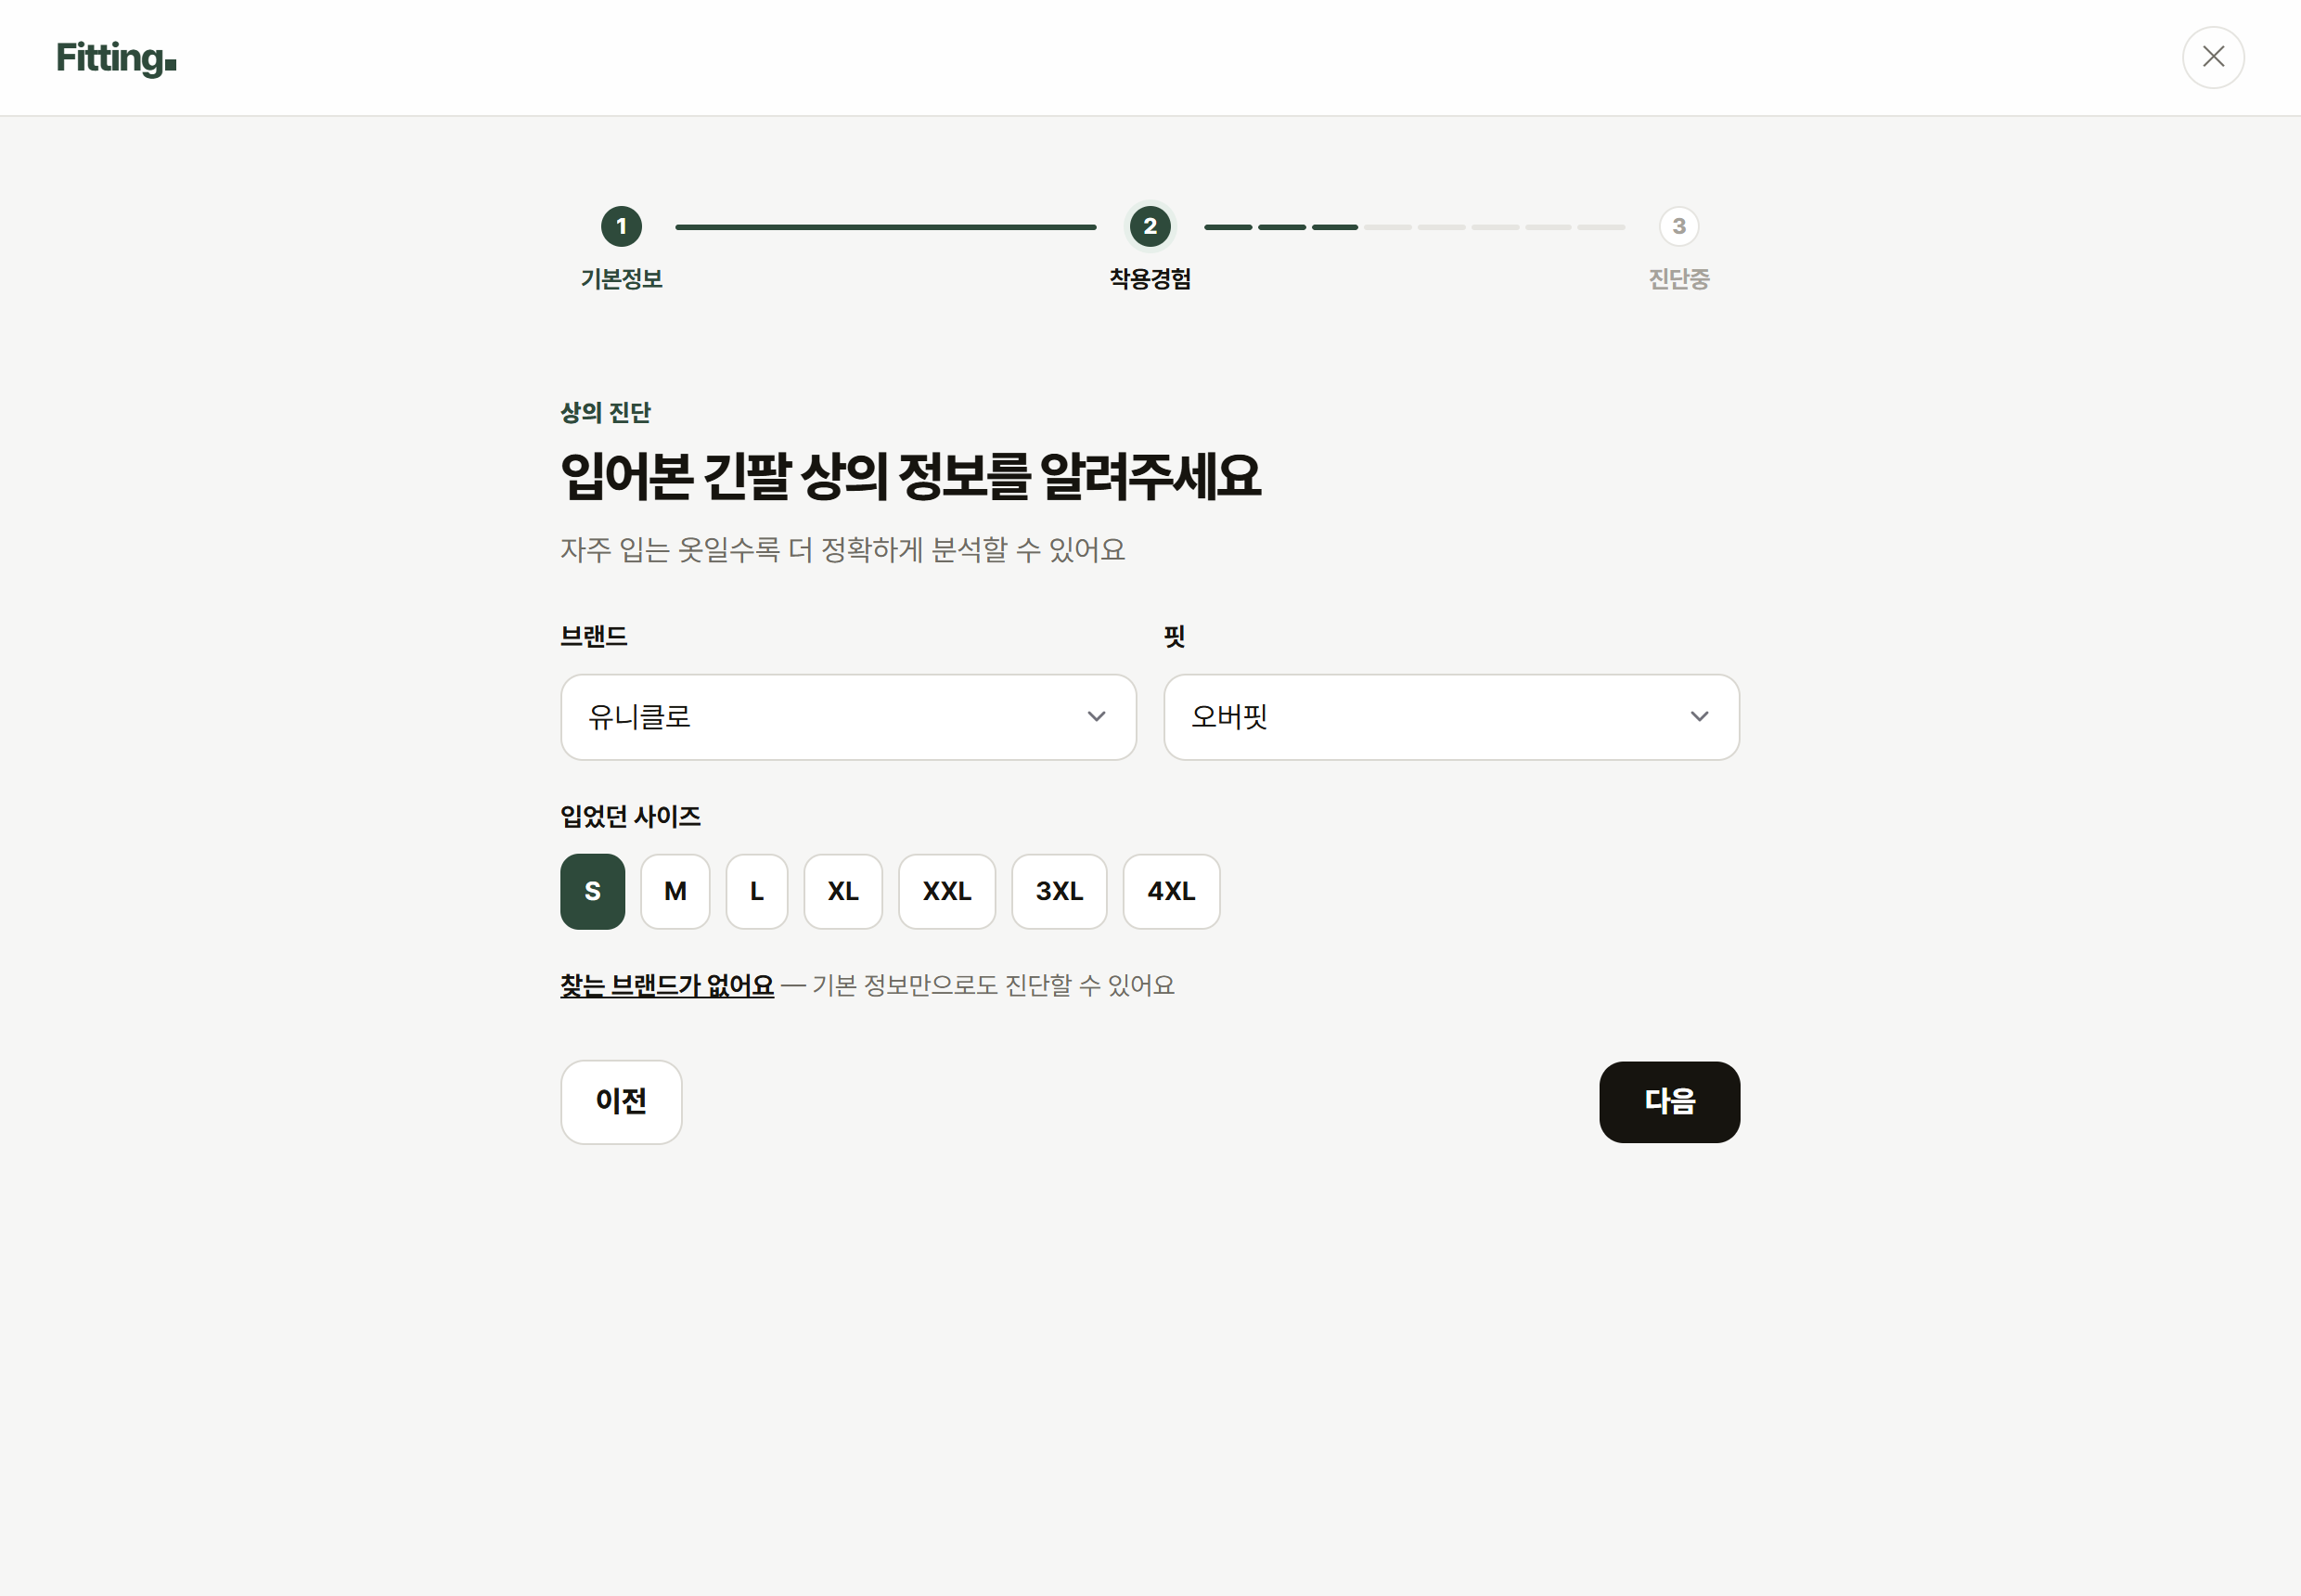 Fitting.
1
2
3
기본정보
착용경험
진단중
상의 진단
입어본 긴팔 상의 정보를 알려주세요
자주 입는 옷일수록 더 정확하게 분석할 수 있어요
브랜드
핏
유니클로
오버핏
입었던 사이즈
S M L XL XXL 3XL 4XL
찾는 브랜드가 없어요 — 기본 정보만으로도 진단할 수 있어요
이전
다음